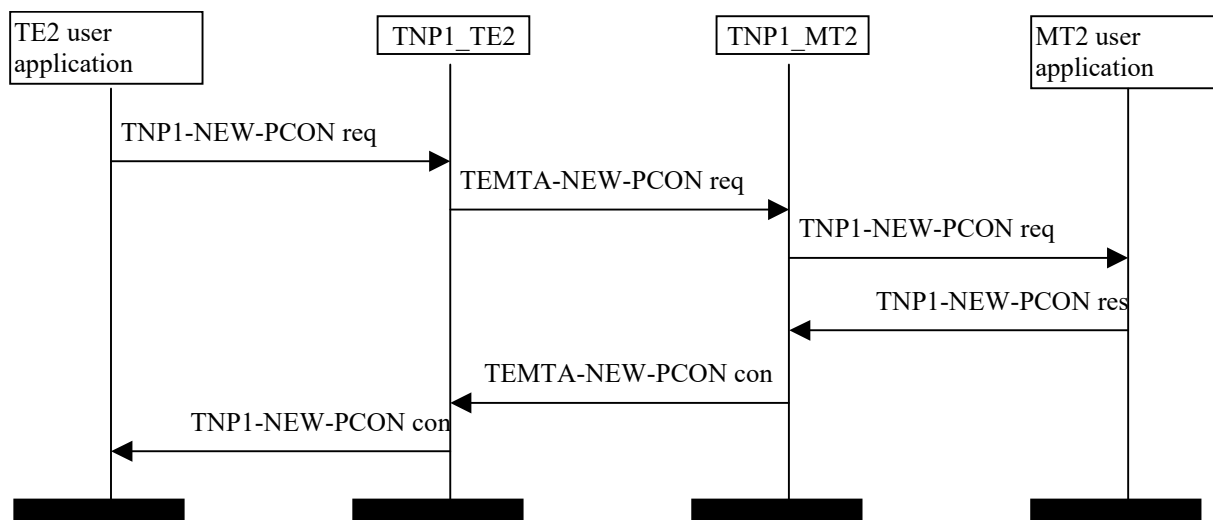 TE2 user
application
TNP1_TE2
TNP1_MT2
MT2 user
application
TNP1-NEW-PCON req
TEMTA-NEW-PCON req
TNP1-NEW-PCON req
TNP1-NEW-PCON res
TEMTA-NEW-PCON con
TNP1-NEW-PCON con